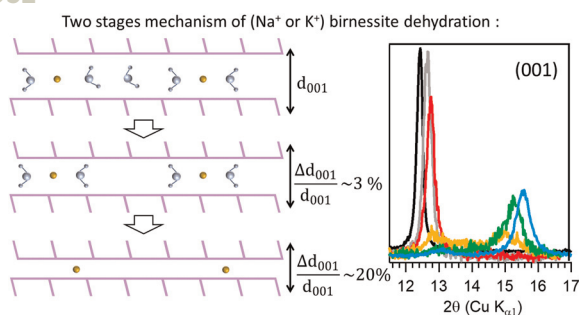 Two stages mechanism of (Na⁺ or K⁺) birnessite dehydration :
d₀₀₁
Δd₀₀₁
d₀₀₁
~3 %
Δd₀₀₁
d₀₀₁
~20%
(001)
12 13 14 15 16 17
2θ (Cu Kα1)